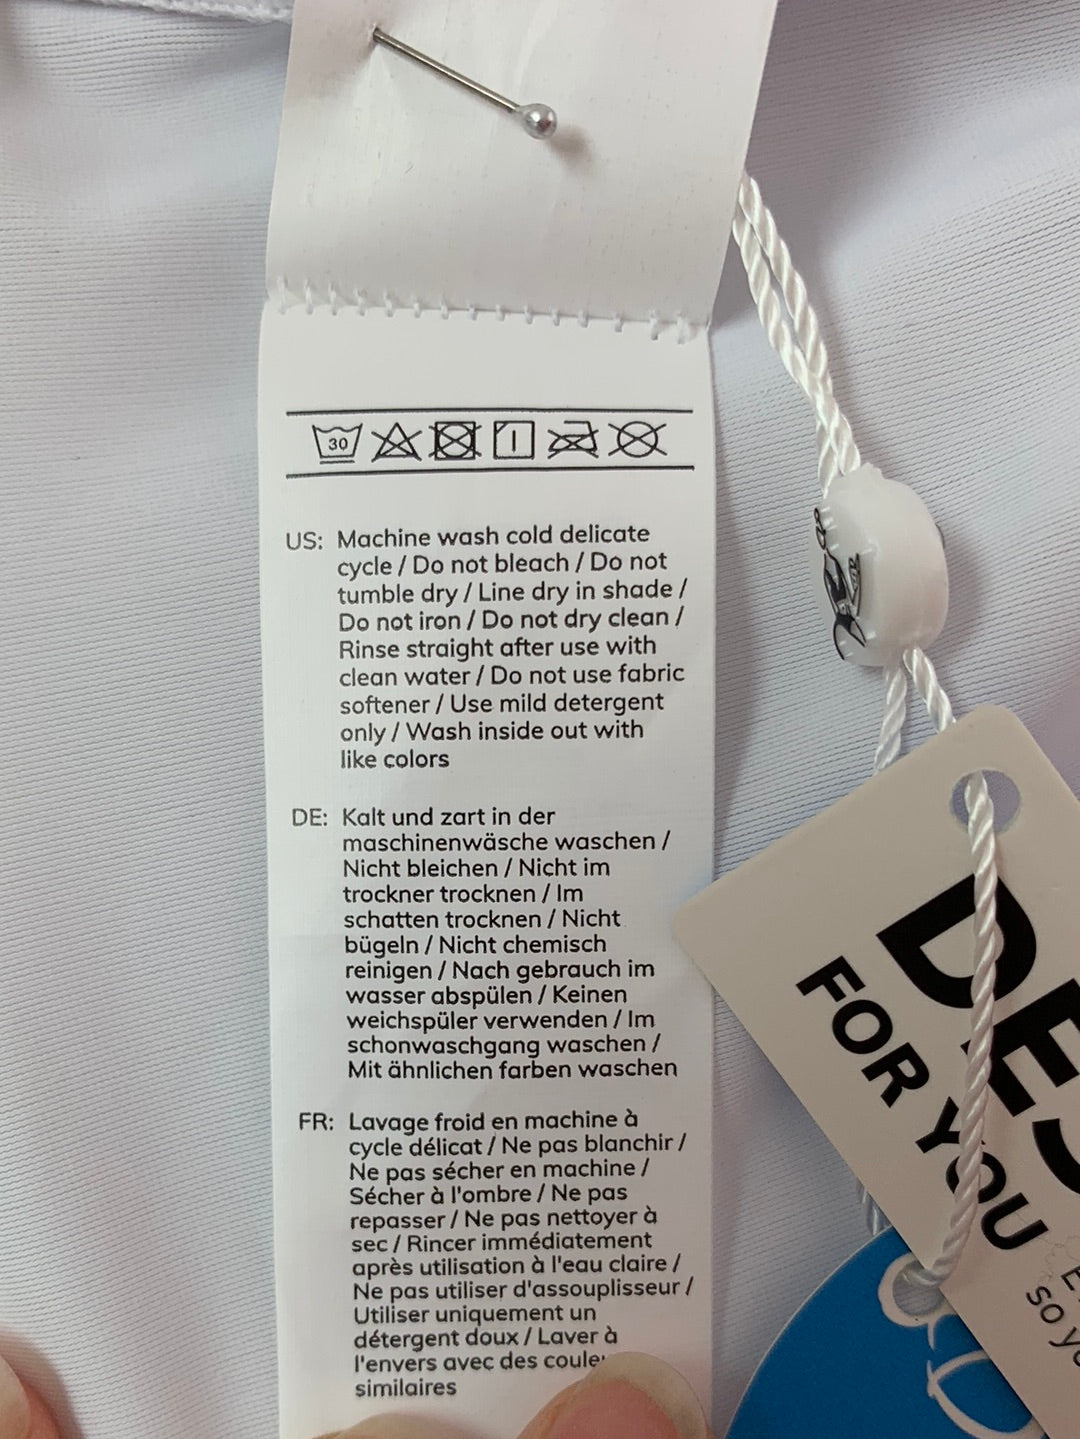 30
US: Machine wash cold delicate
cycle / Do not bleach / Do not
tumble dry / Line dry in shade /
Do not iron / Do not dry clean /
Rinse straight after use with
clean water / Do not use fabric
softener / Use mild detergent
only / Wash inside out with
like colors
DE: Kalt und zart in der
maschinenwäsche waschen /
Nicht bleichen / Nicht im
trockner trocknen / Im
schatten trocknen / Nicht
bügeln / Nicht chemisch
reinigen / Nach gebrauch im
wasser abspülen / Keinen
weichspüler verwenden / Im
schonwaschgang waschen /
Mit ähnlichen farben waschen
FR: Lavage froid en machine à
cycle délicat / Ne pas blanchir /
Ne pas sécher en machine /
Sécher à l'ombre / Ne pas
repasser / Ne pas nettoyer à
sec / Rincer immédiatement
après utilisation à l'eau claire /
Ne pas utiliser d'assouplisseur /
Utiliser uniquement un
détergent doux / Laver à
l'envers avec des
similaires
FOR YOU
so